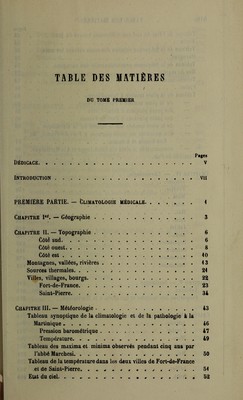 TABLE DES MATIÈRES
DU TOME PREMIER
Pages
DÉDICACE. V
INTRODUCTION VII
PREMIÈRE PARTIE. — CLIMATOLOGIE MÉDICALE. 1
CHAPITRE Ier. — Géographie 3
CHAPITRE II. — Topographie 6
Côté sud. 6
Côté ouest. 8
Côté est 10
Montagnes, vallées, rivières 13
Sources thermales. 21
Villes, villages, bourgs. 22
Fort-de-France. 23
Saint-Pierre. 34
CHAPITRE III. — Météorologie 43
Tableau synoptique de la climatologie et de la pathologie à la
Martinique 46
Pression barométrique 47
Température. 49
Tableau des maxima et minima observés pendant cinq ans par
l'abbé Marchesi. 50
Tableau de la température dans les deux villes de Fort-de-France
et de Saint-Pierre. 51
État du ciel. 52